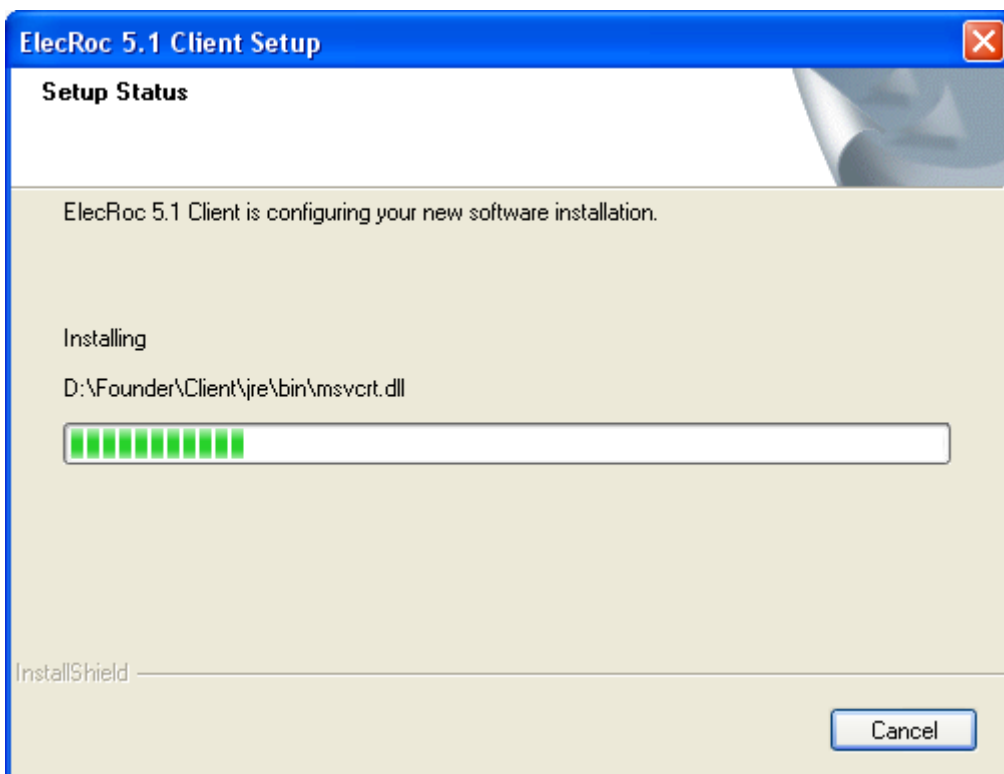 ElecRoc 5.1 Client Setup
Setup Status
ElecRoc 5.1 Client is configuring your new software installation.
Installing
D:\Founder\Client\jre\bin\msvcrt.dll
InstallShield
Cancel